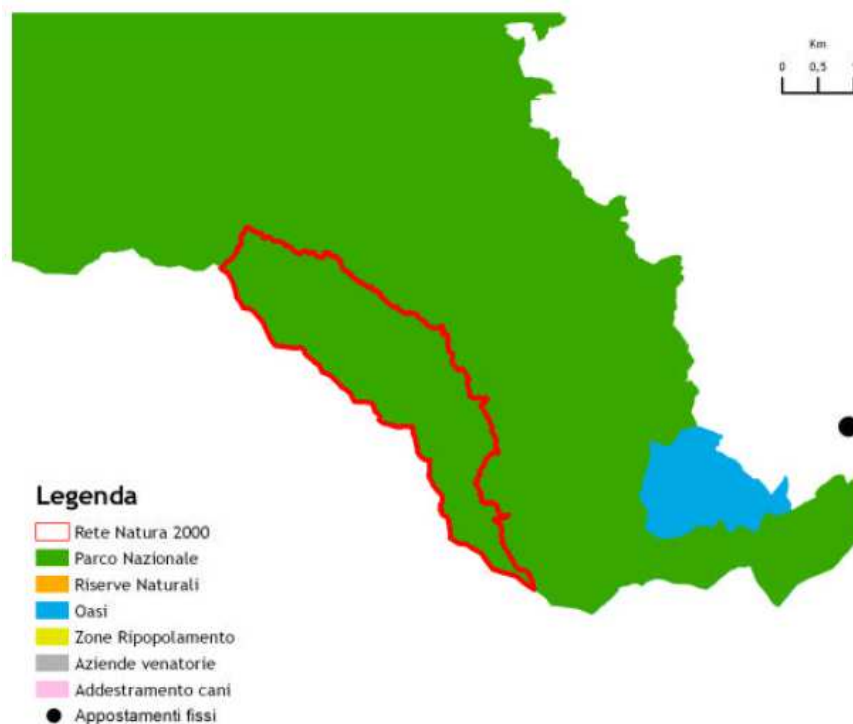 Km
0 0,5 1
Legenda
Rete Natura 2000
Parco Nazionale
Riserve Naturali
Oasi
Zone Ripopolamento
Aziende venatorie
Addestramento cani
Appostamenti fissi